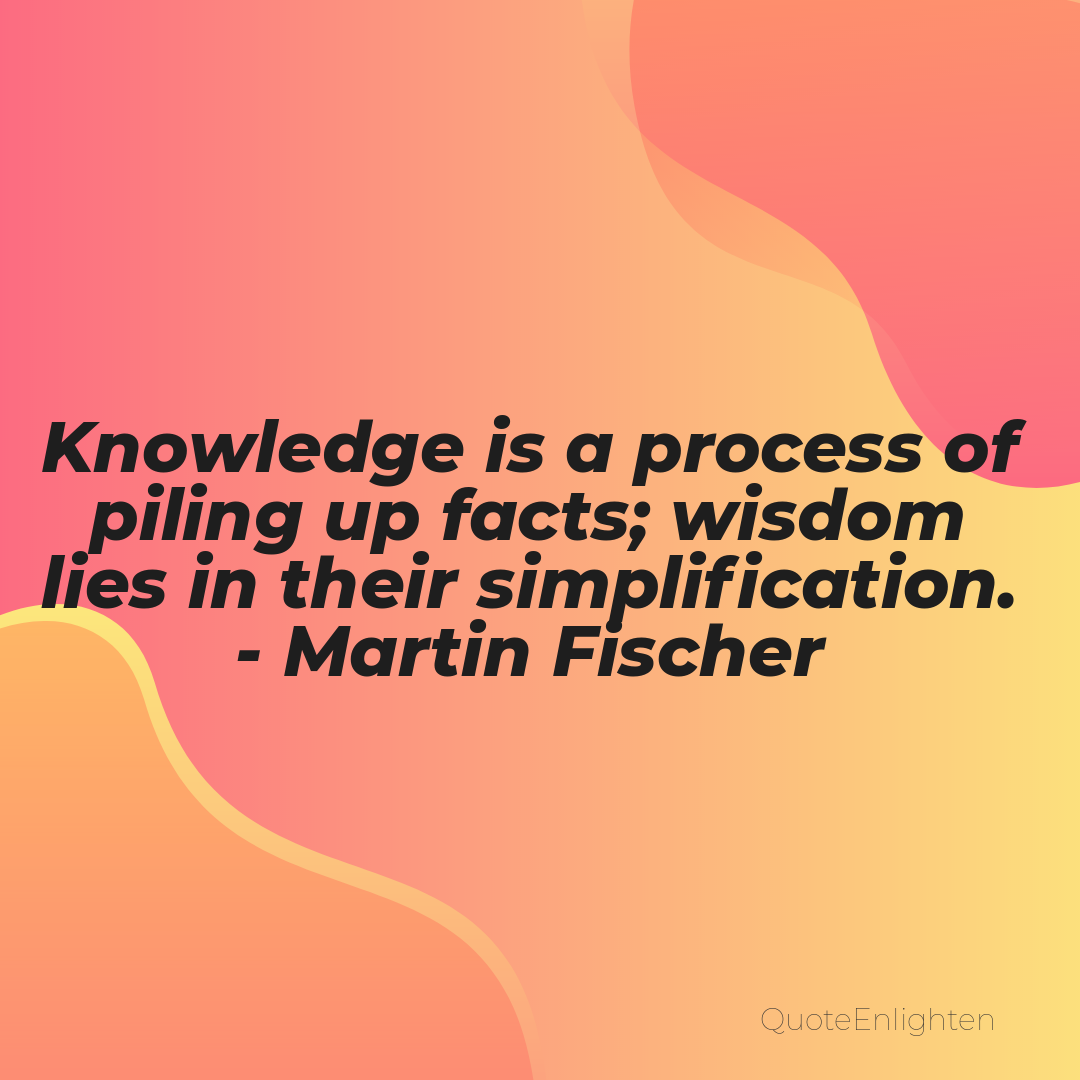 Knowledge is a process of
piling up facts; wisdom
lies in their simplification.
- Martin Fischer
QuoteEnlighten